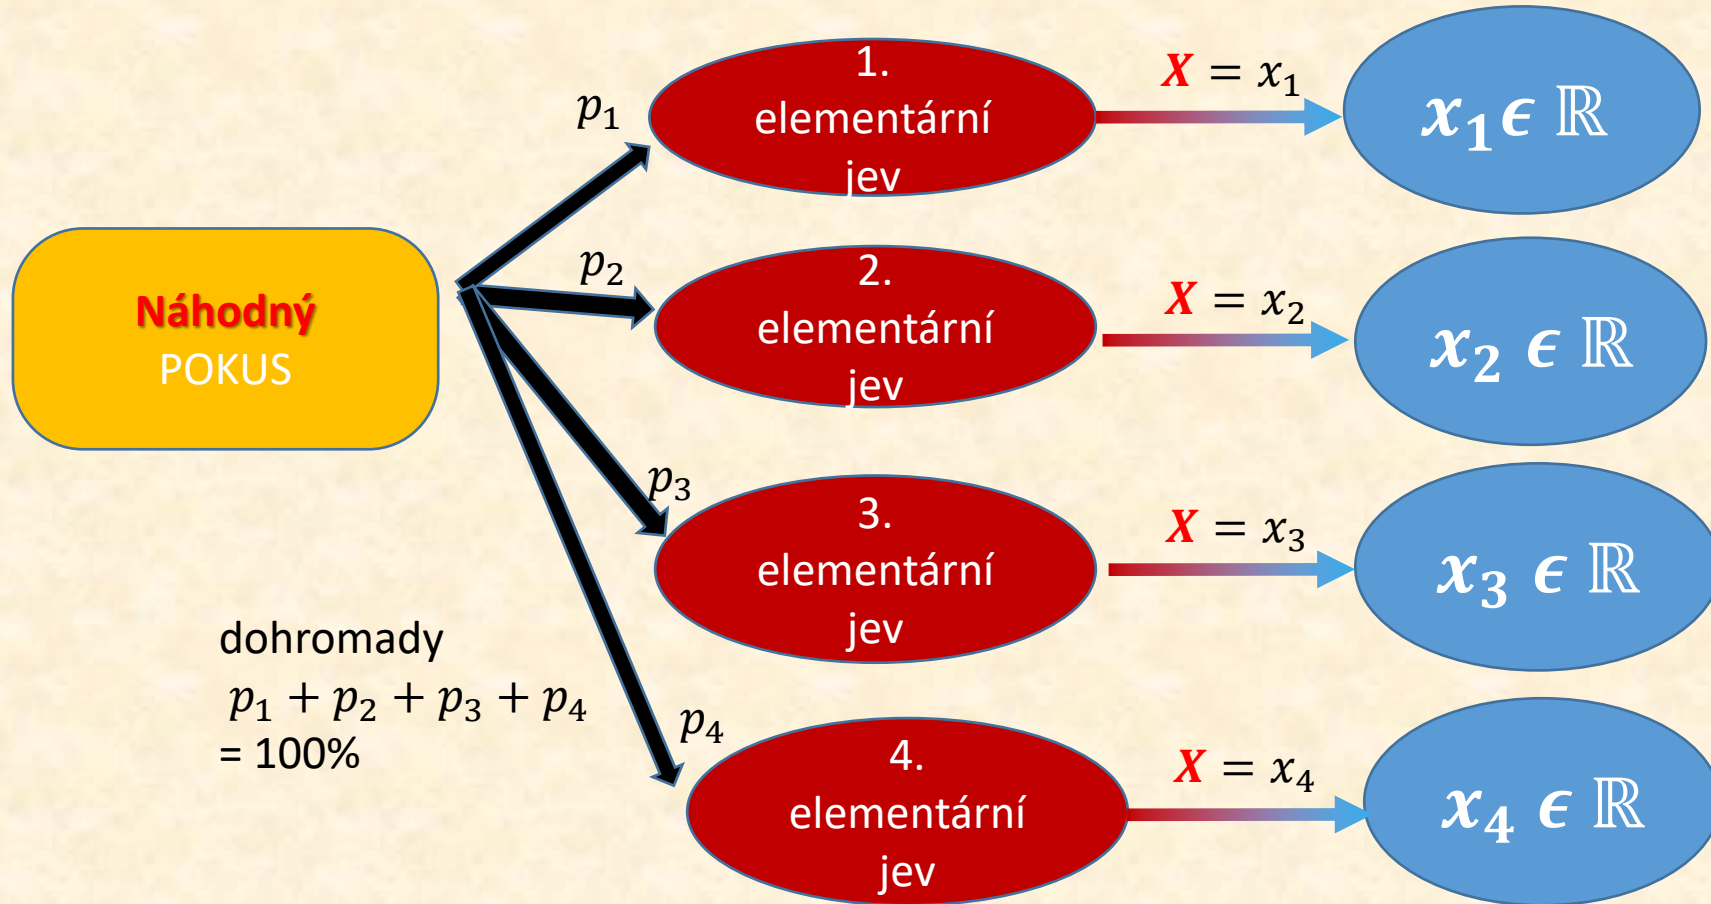 Náhodný
POKUS
p₁
1.
elementární
jev
X = x₁
x₁ ϵ ℝ
p₂
2.
elementární
jev
X = x₂
x₂ ϵ ℝ
p₃
3.
elementární
jev
X = x₃
x₃ ϵ ℝ
p₄
4.
elementární
jev
X = x₄
x₄ ϵ ℝ
dohromady
p₁ + p₂ + p₃ + p₄
= 100%